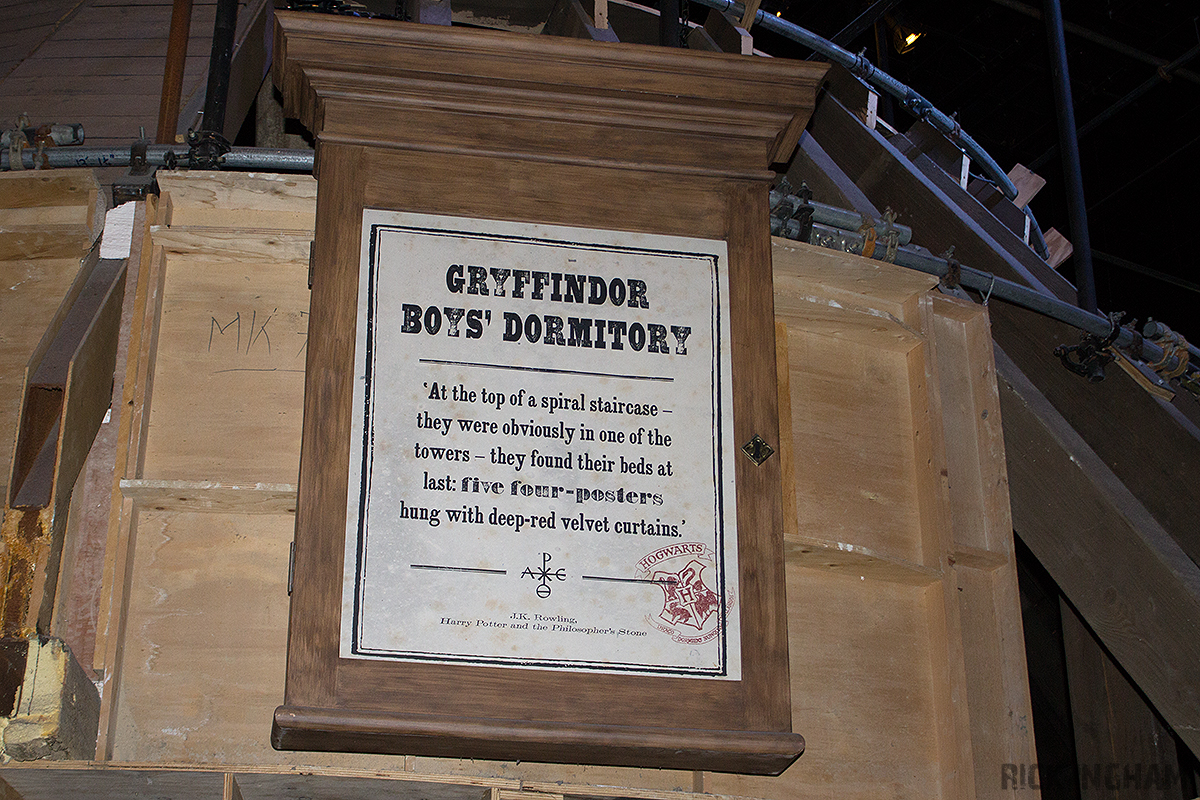 GRYFFINDOR
BOYS' DORMITORY
'At the top of a spiral staircase –
they were obviously in one of the
towers – they found their beds at
last: five four-posters
hung with deep-red velvet curtains.'
J.K. Rowling,
Harry Potter and the Philosopher's Stone
HOGWARTS
H
MK